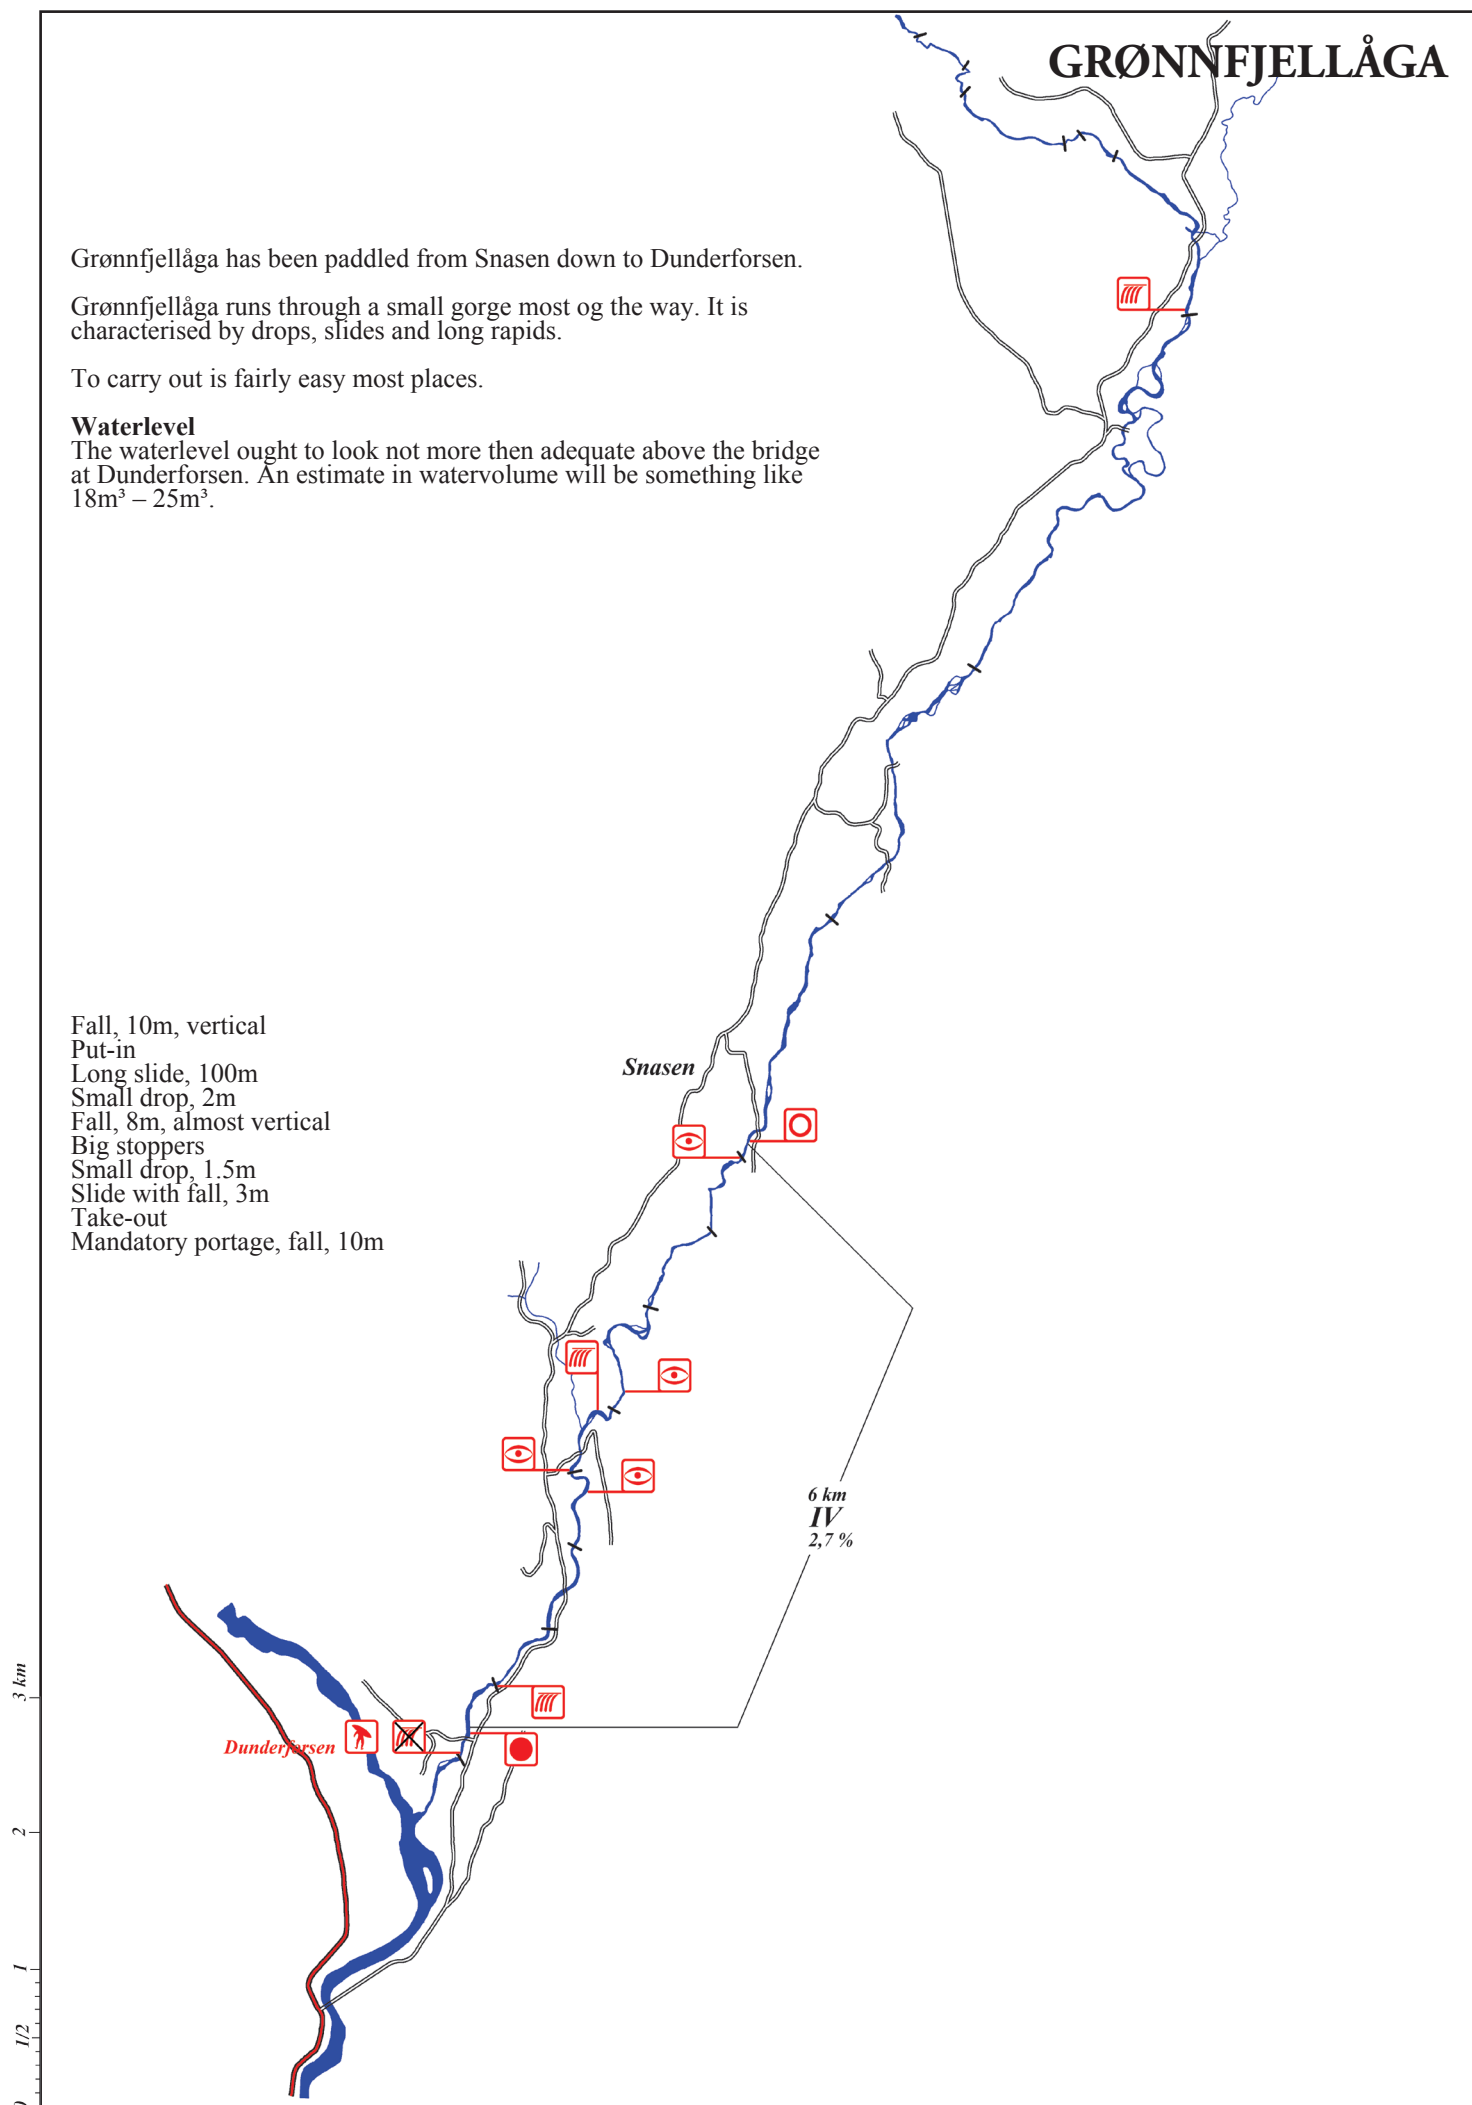 GRØNNFJELLÅGA
Grønnfjellåga has been paddled from Snasen down to Dunderforsen.
Grønnfjellåga runs through a small gorge most og the way. It is
characterised by drops, slides and long rapids.
To carry out is fairly easy most places.
Waterlevel
The waterlevel ought to look not more then adequate above the bridge
at Dunderforsen. An estimate in watervolume will be something like
18m³ – 25m³.
Fall, 10m, vertical
Put-in
Long slide, 100m
Small drop, 2m
Fall, 8m, almost vertical
Big stoppers
Small drop, 1.5m
Slide with fall, 3m
Take-out
Mandatory portage, fall, 10m
Snasen
6 km
IV
2,7 %
Dunderforsen
3 km
2
1
1/2
0